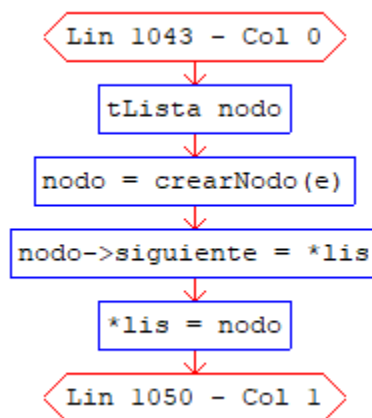 Lin 1043 - Col 0
tLista nodo
nodo = crearNodo(e)
nodo->siguiente = *lis
*lis = nodo
Lin 1050 - Col 1